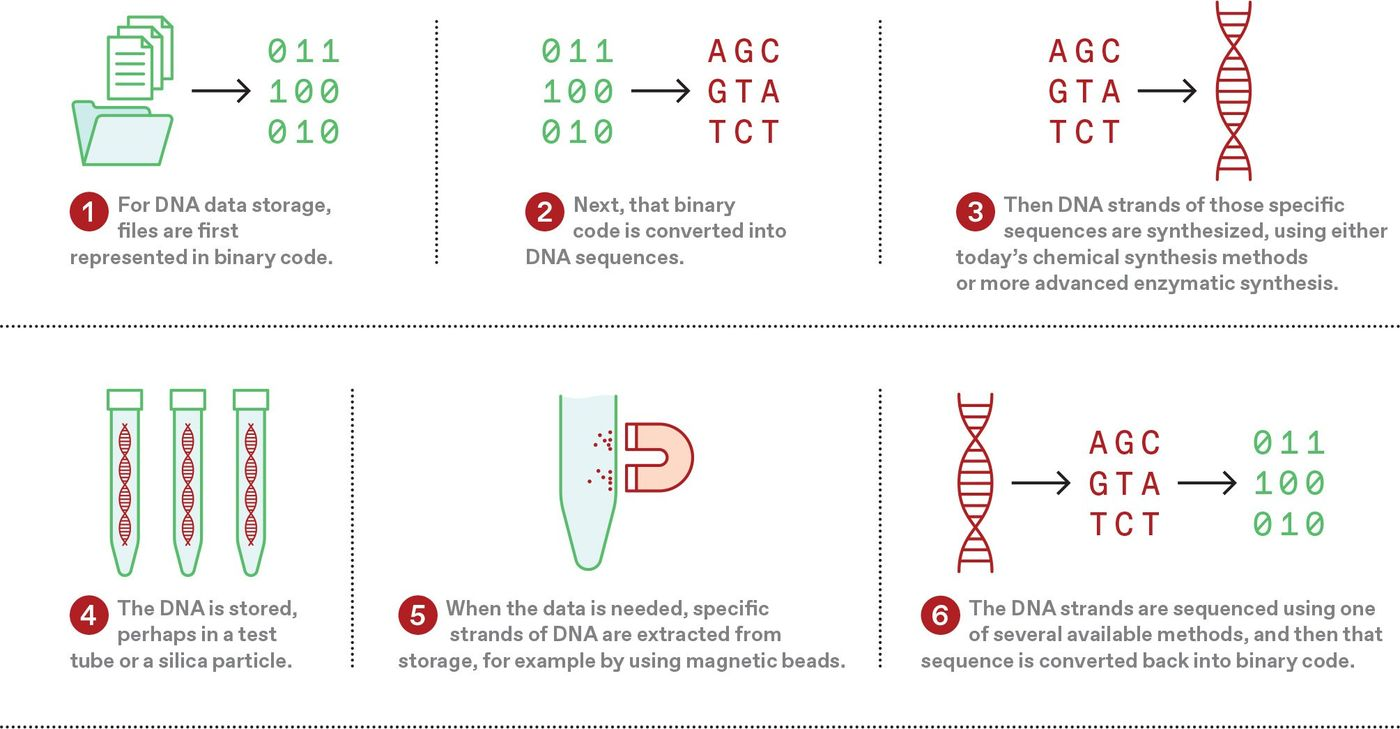 011
100
010
011
100
010
AGC
GTA
TCT
AGC
GTA
TCT
1 For DNA data storage,
files are first
represented in binary code.
2 Next, that binary
code is converted into
DNA sequences.
3 Then DNA strands of those specific
sequences are synthesized, using either
today’s chemical synthesis methods
or more advanced enzymatic synthesis.
AGC
GTA
TCT
011
100
010
4 The DNA is stored,
perhaps in a test
tube or a silica particle.
5 When the data is needed, specific
strands of DNA are extracted from
storage, for example by using magnetic beads.
6 The DNA strands are sequenced using one
of several available methods, and then that
sequence is converted back into binary code.